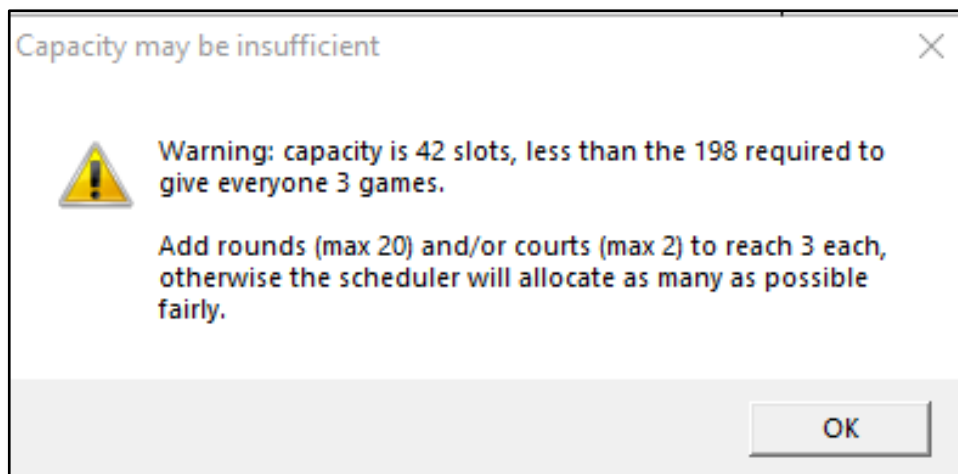 Capacity may be insufficient
Warning: capacity is 42 slots, less than the 198 required to
give everyone 3 games.
Add rounds (max 20) and/or courts (max 2) to reach 3 each,
otherwise the scheduler will allocate as many as possible
fairly.
OK